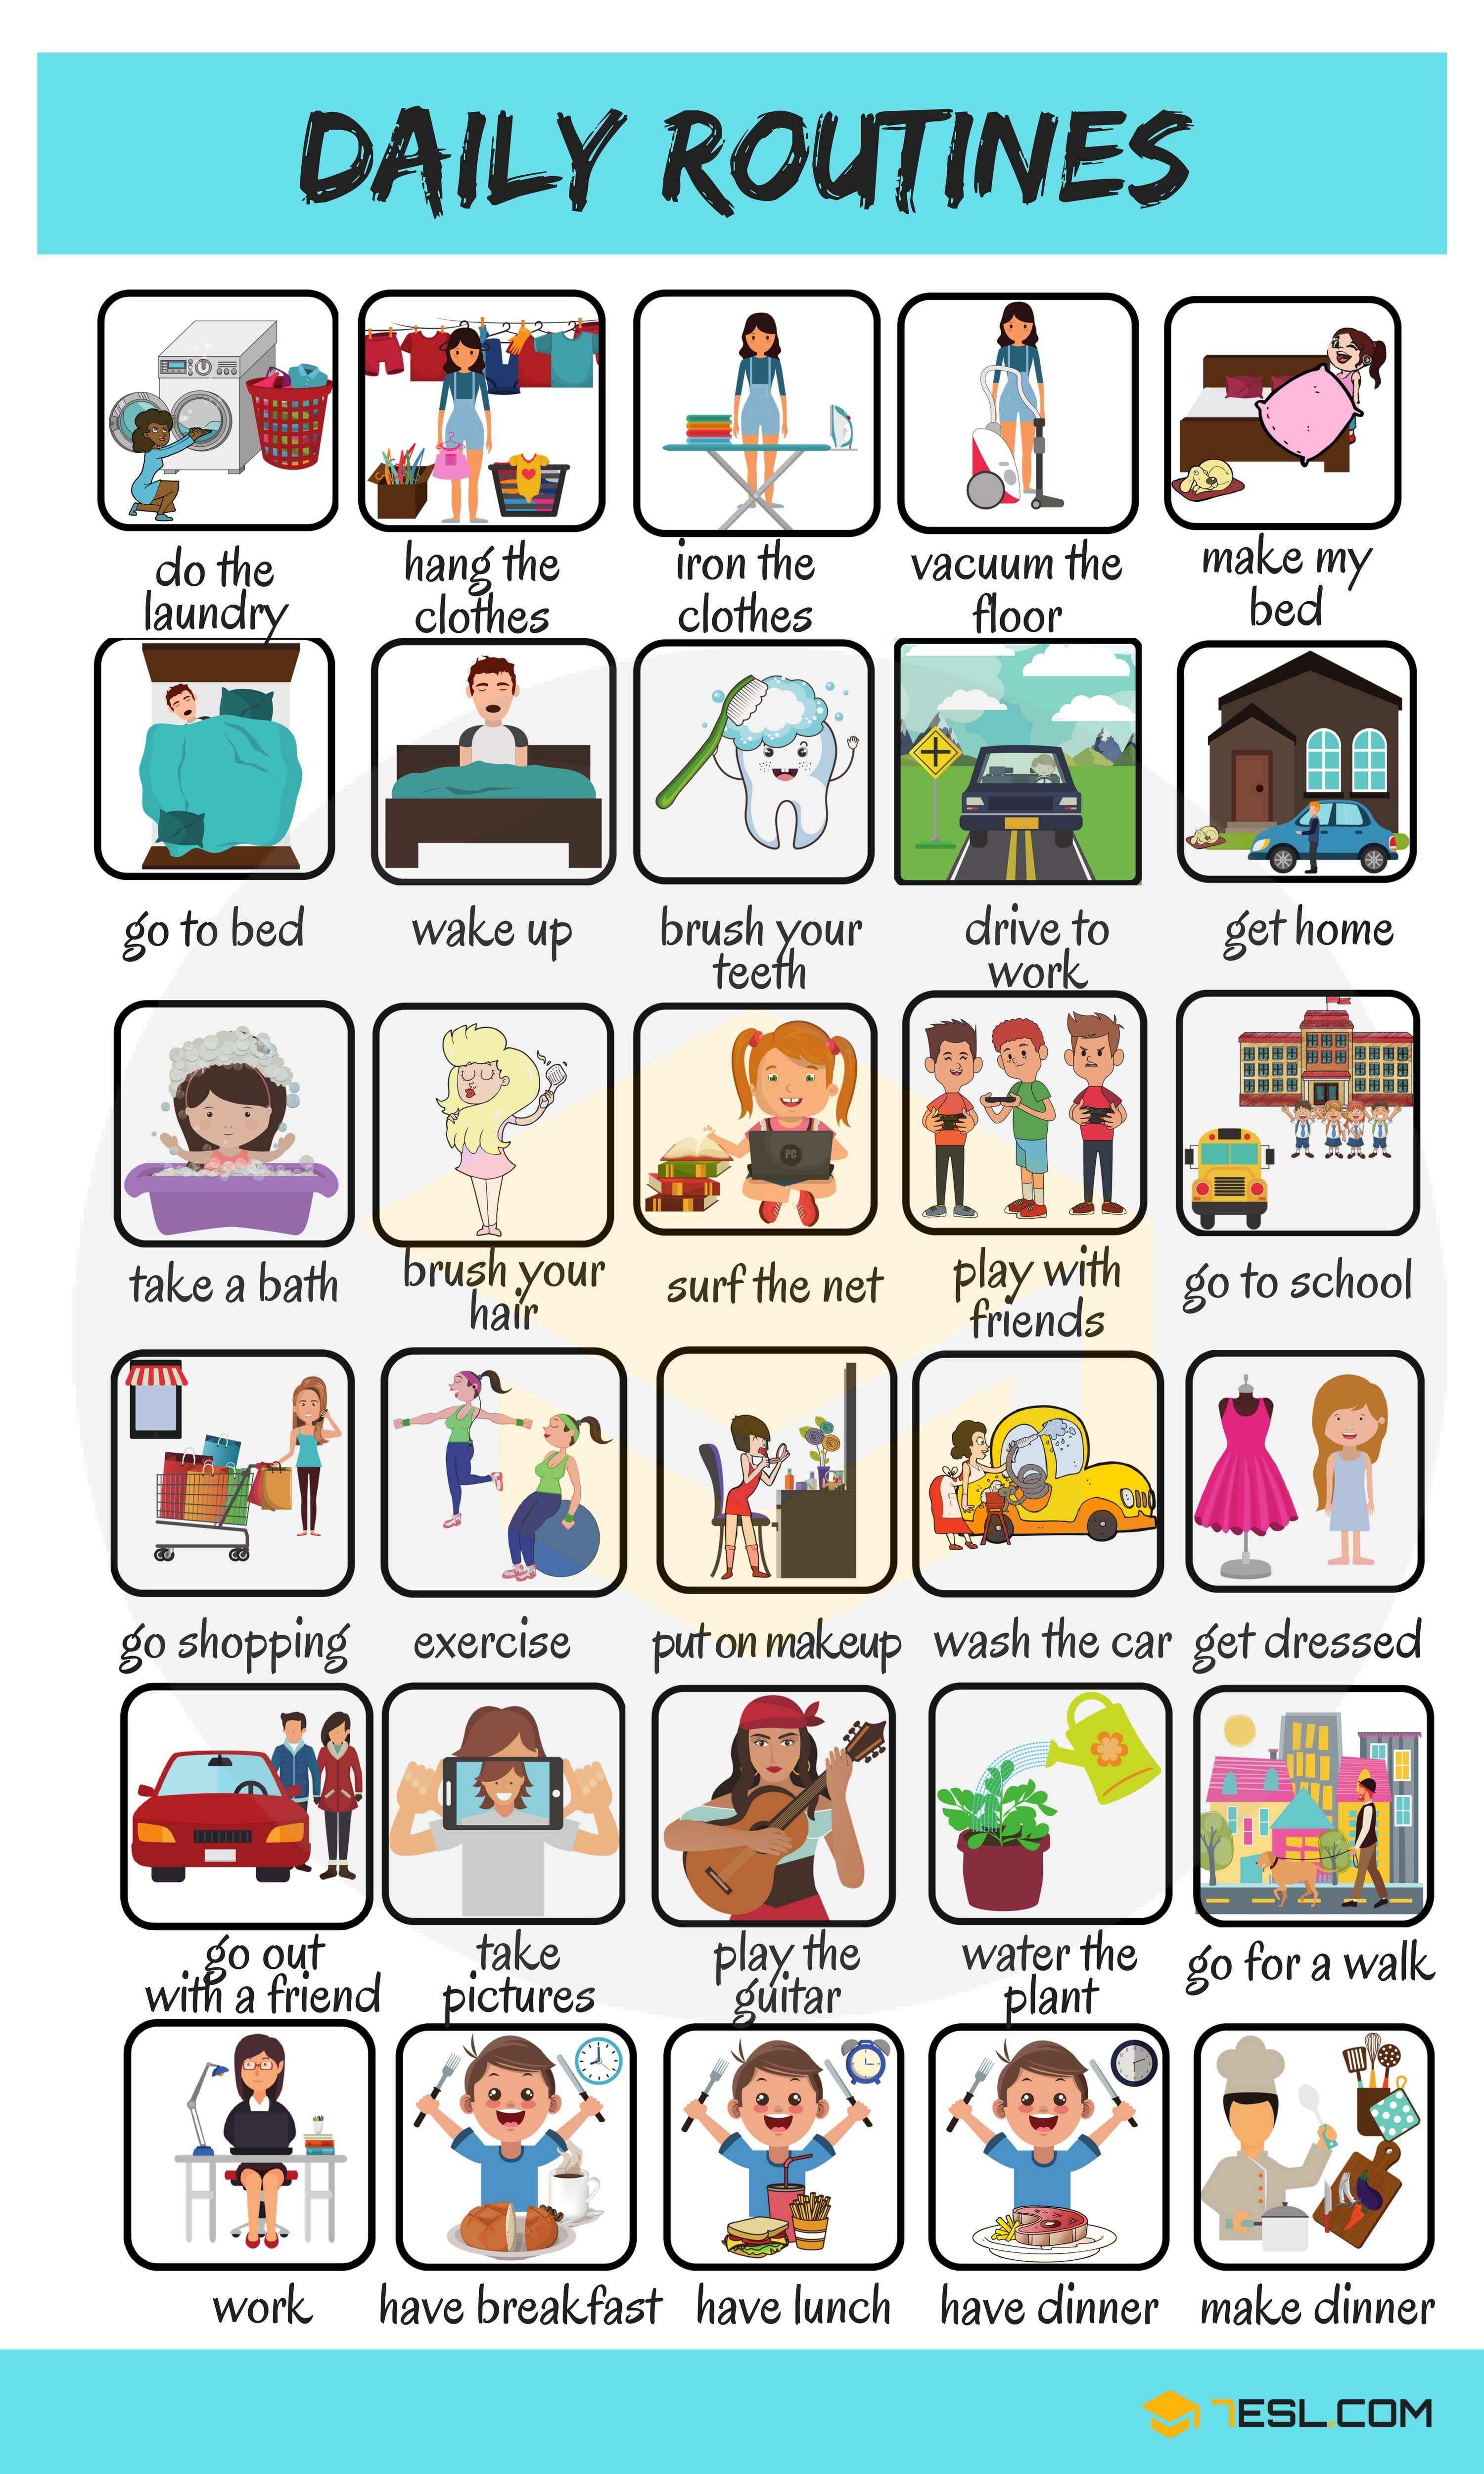 DAILY ROUTINES
do the
laundry
hang the
clothes
iron the
clothes
vacuum the
floor
make my
bed
go to bed
wake up
brush your
teeth
drive to
work
get home
take a bath
brush your
hair
PC
surf the net
play with
friends
go to school
go shopping
exercise
put on makeup
wash the car
get dressed
go out
with a friend
take
pictures
play the
guitar
water the
plant
go for a walk
work
have breakfast
have lunch
have dinner
make dinner
7ESL.COM